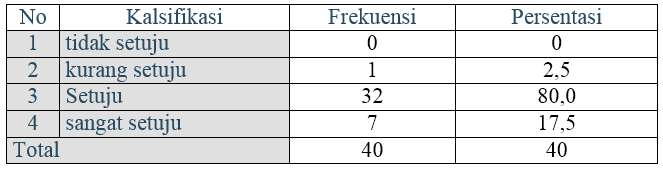 No Kalsifikasi Frekuensi Persentasi
1 tidak setuju 0 0
2 kurang setuju 1 2,5
3 Setuju 32 80,0
4 sangat setuju 7 17,5
Total 40 40